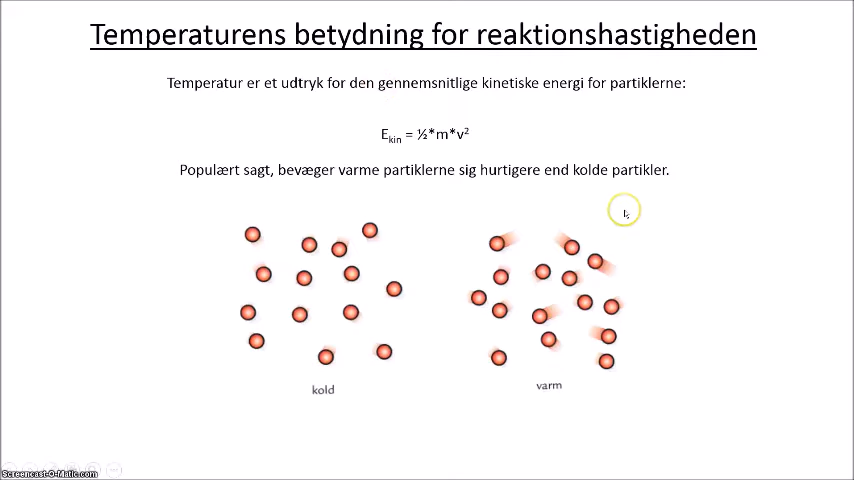 Temperaturens betydning for reaktionshastigheden
Temperatur er et udtryk for den gennemsnitlige kinetiske energi for partiklerne:
Ekin = ½*m*v²
Populært sagt, bevæger varme partiklerne sig hurtigere end kolde partikler.
kold
varm
Screencast-O-Matic.com